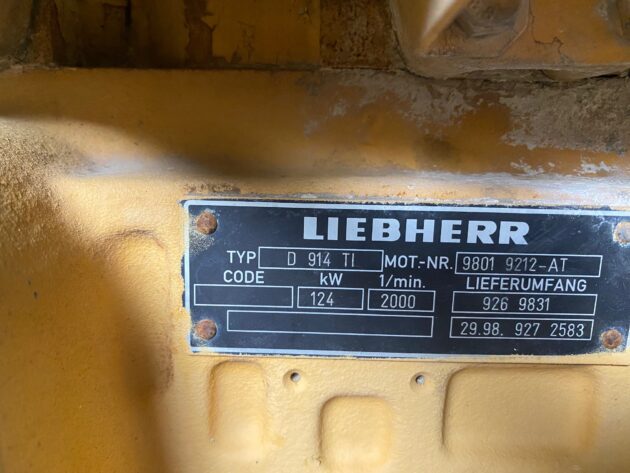 LIEBHERR
TYP D 914 TI MOT.-NR. 9801 9212-AT
CODE kW 1/min. LIEFERUMFANG
124 2000 926 9831
29.98. 927 2583